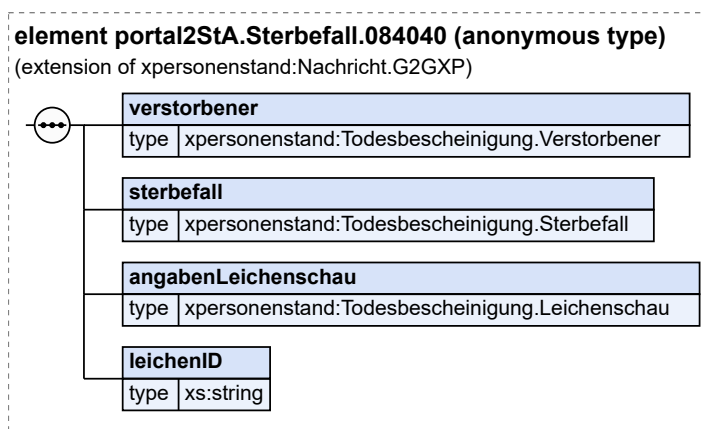 element portal2StA.Sterbefall.084040 (anonymous type)
(extension of xpersonenstand:Nachricht.G2GXP)
verstorbener
type xpersonenstand:Todesbescheinigung.Verstorbener
sterbefall
type xpersonenstand:Todesbescheinigung.Sterbefall
angabenLeichenschau
type xpersonenstand:Todesbescheinigung.Leichenschau
leichenID
type xs:string